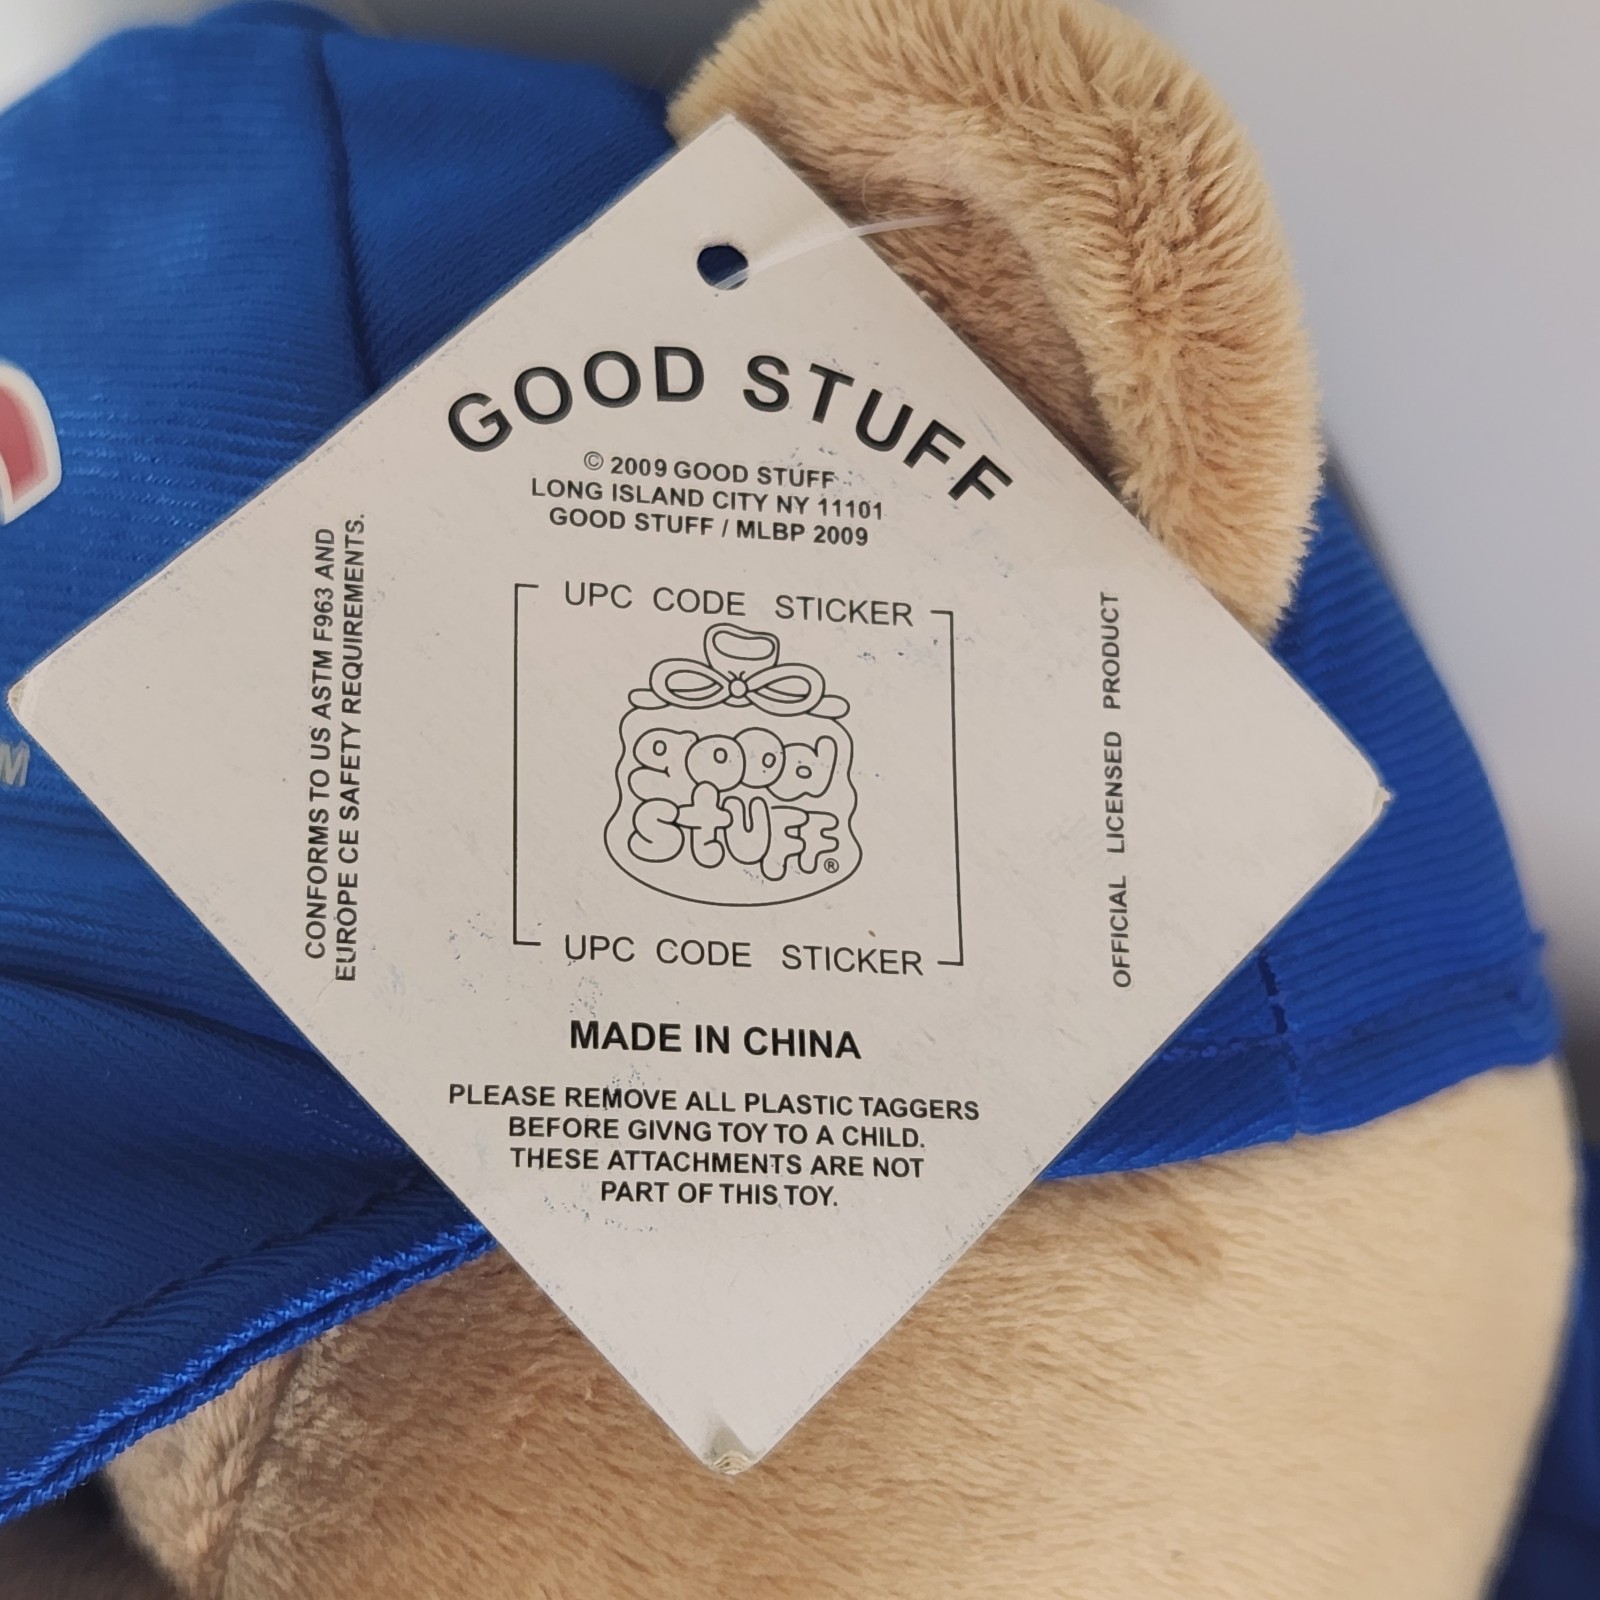 GOOD STUFF
© 2009 GOOD STUFF
LONG ISLAND CITY NY 11101
GOOD STUFF / MLBP 2009
CONFORMS TO US ASTM F963 AND
EUROPE CE SAFETY REQUIREMENTS.
UPC CODE STICKER
good
stuff®
UPC CODE STICKER
OFFICIAL LICENSED PRODUCT
MADE IN CHINA
PLEASE REMOVE ALL PLASTIC TAGGERS
BEFORE GIVNG TOY TO A CHILD.
THESE ATTACHMENTS ARE NOT
PART OF THIS TOY.